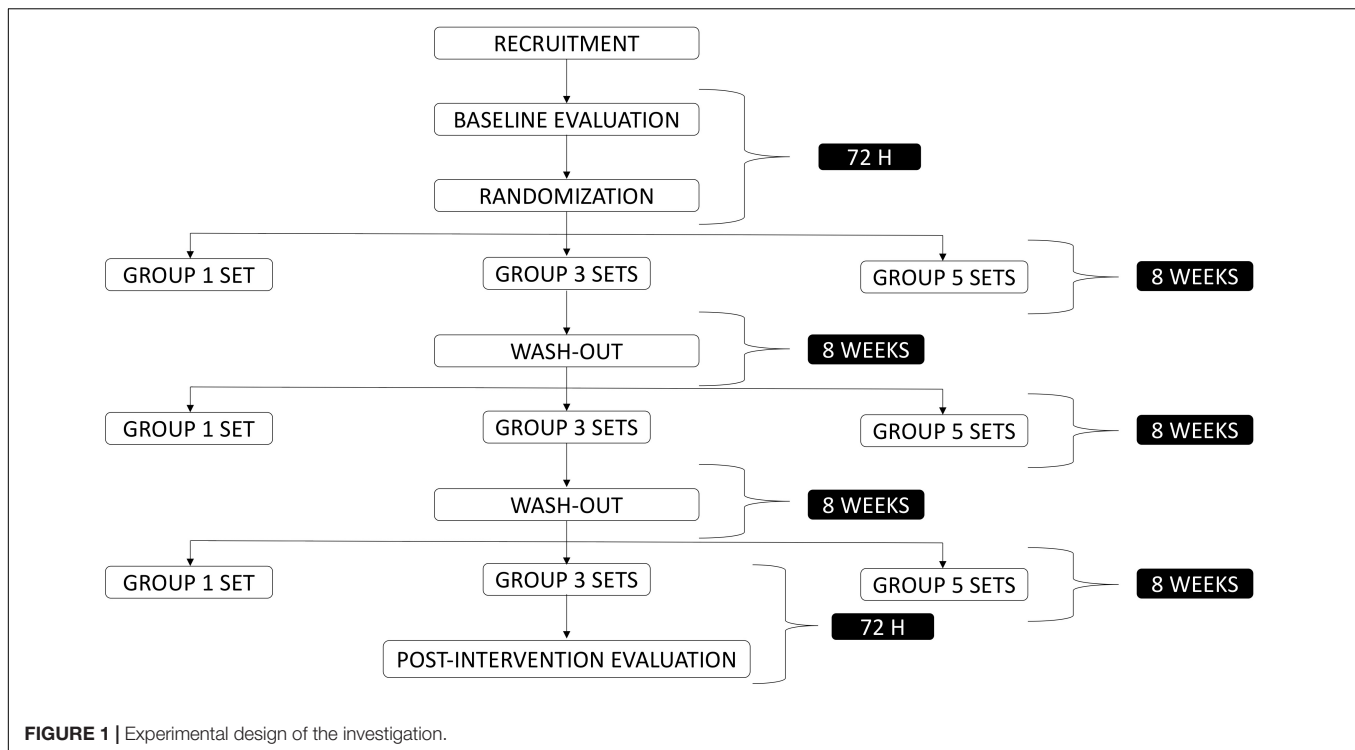 RECRUITMENT
BASELINE EVALUATION
72 H
RANDOMIZATION
GROUP 1 SET
GROUP 3 SETS
GROUP 5 SETS
8 WEEKS
WASH-OUT
8 WEEKS
GROUP 1 SET
GROUP 3 SETS
GROUP 5 SETS
8 WEEKS
WASH-OUT
8 WEEKS
GROUP 1 SET
GROUP 3 SETS
GROUP 5 SETS
8 WEEKS
72 H
POST-INTERVENTION EVALUATION
FIGURE 1 | Experimental design of the investigation.